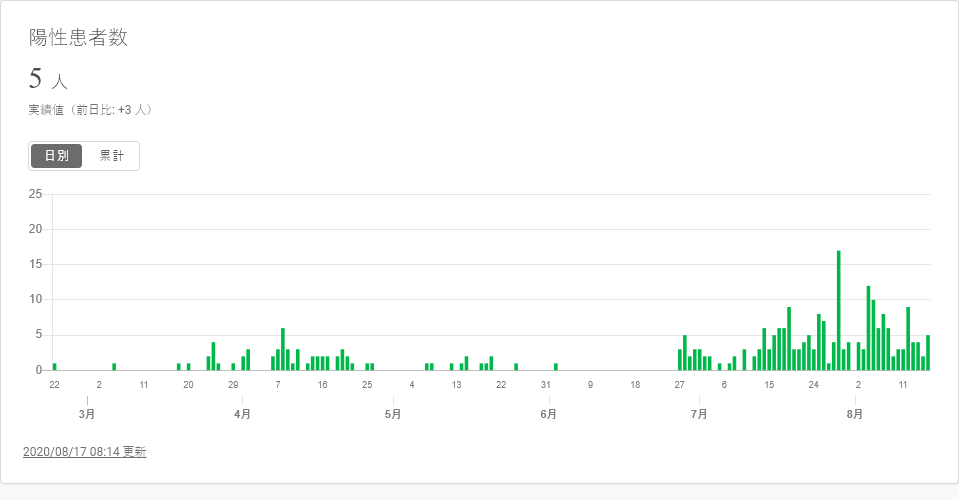 陽性患者数
5 人
実績値（前日比: +3 人）
日別 累計
25
20
15
10
5
0
22 2 11 20 29 7 16 25 4 13 22 31 9 18 27 6 15 24 2 11
3月 4月 5月 6月 7月 8月
2020/08/17 08:14 更新